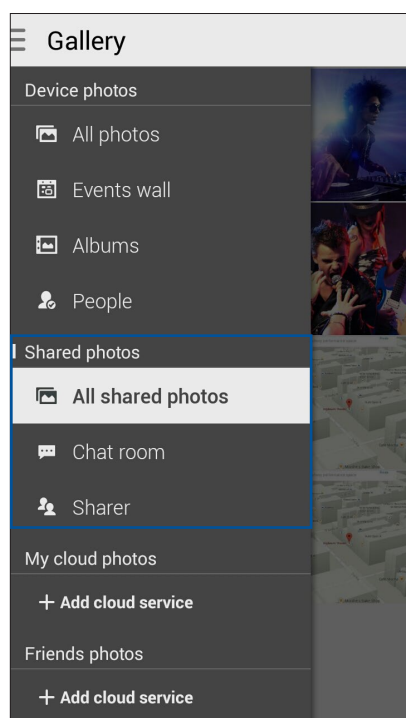 Gallery
Device photos
All photos
Events wall
Albums
People
Shared photos
All shared photos
Chat room
Sharer
My cloud photos
+ Add cloud service
Friends photos
+ Add cloud service